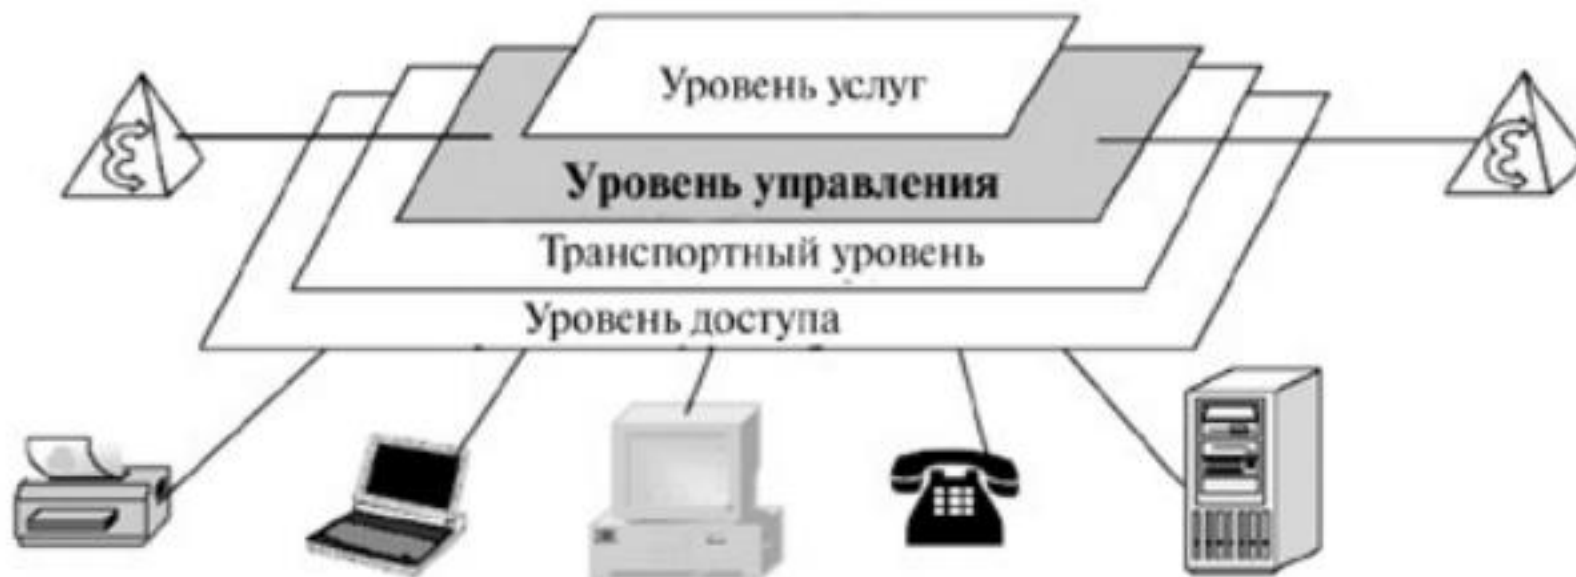 Уровень услуг
Уровень управления
Транспортный уровень
Уровень доступа